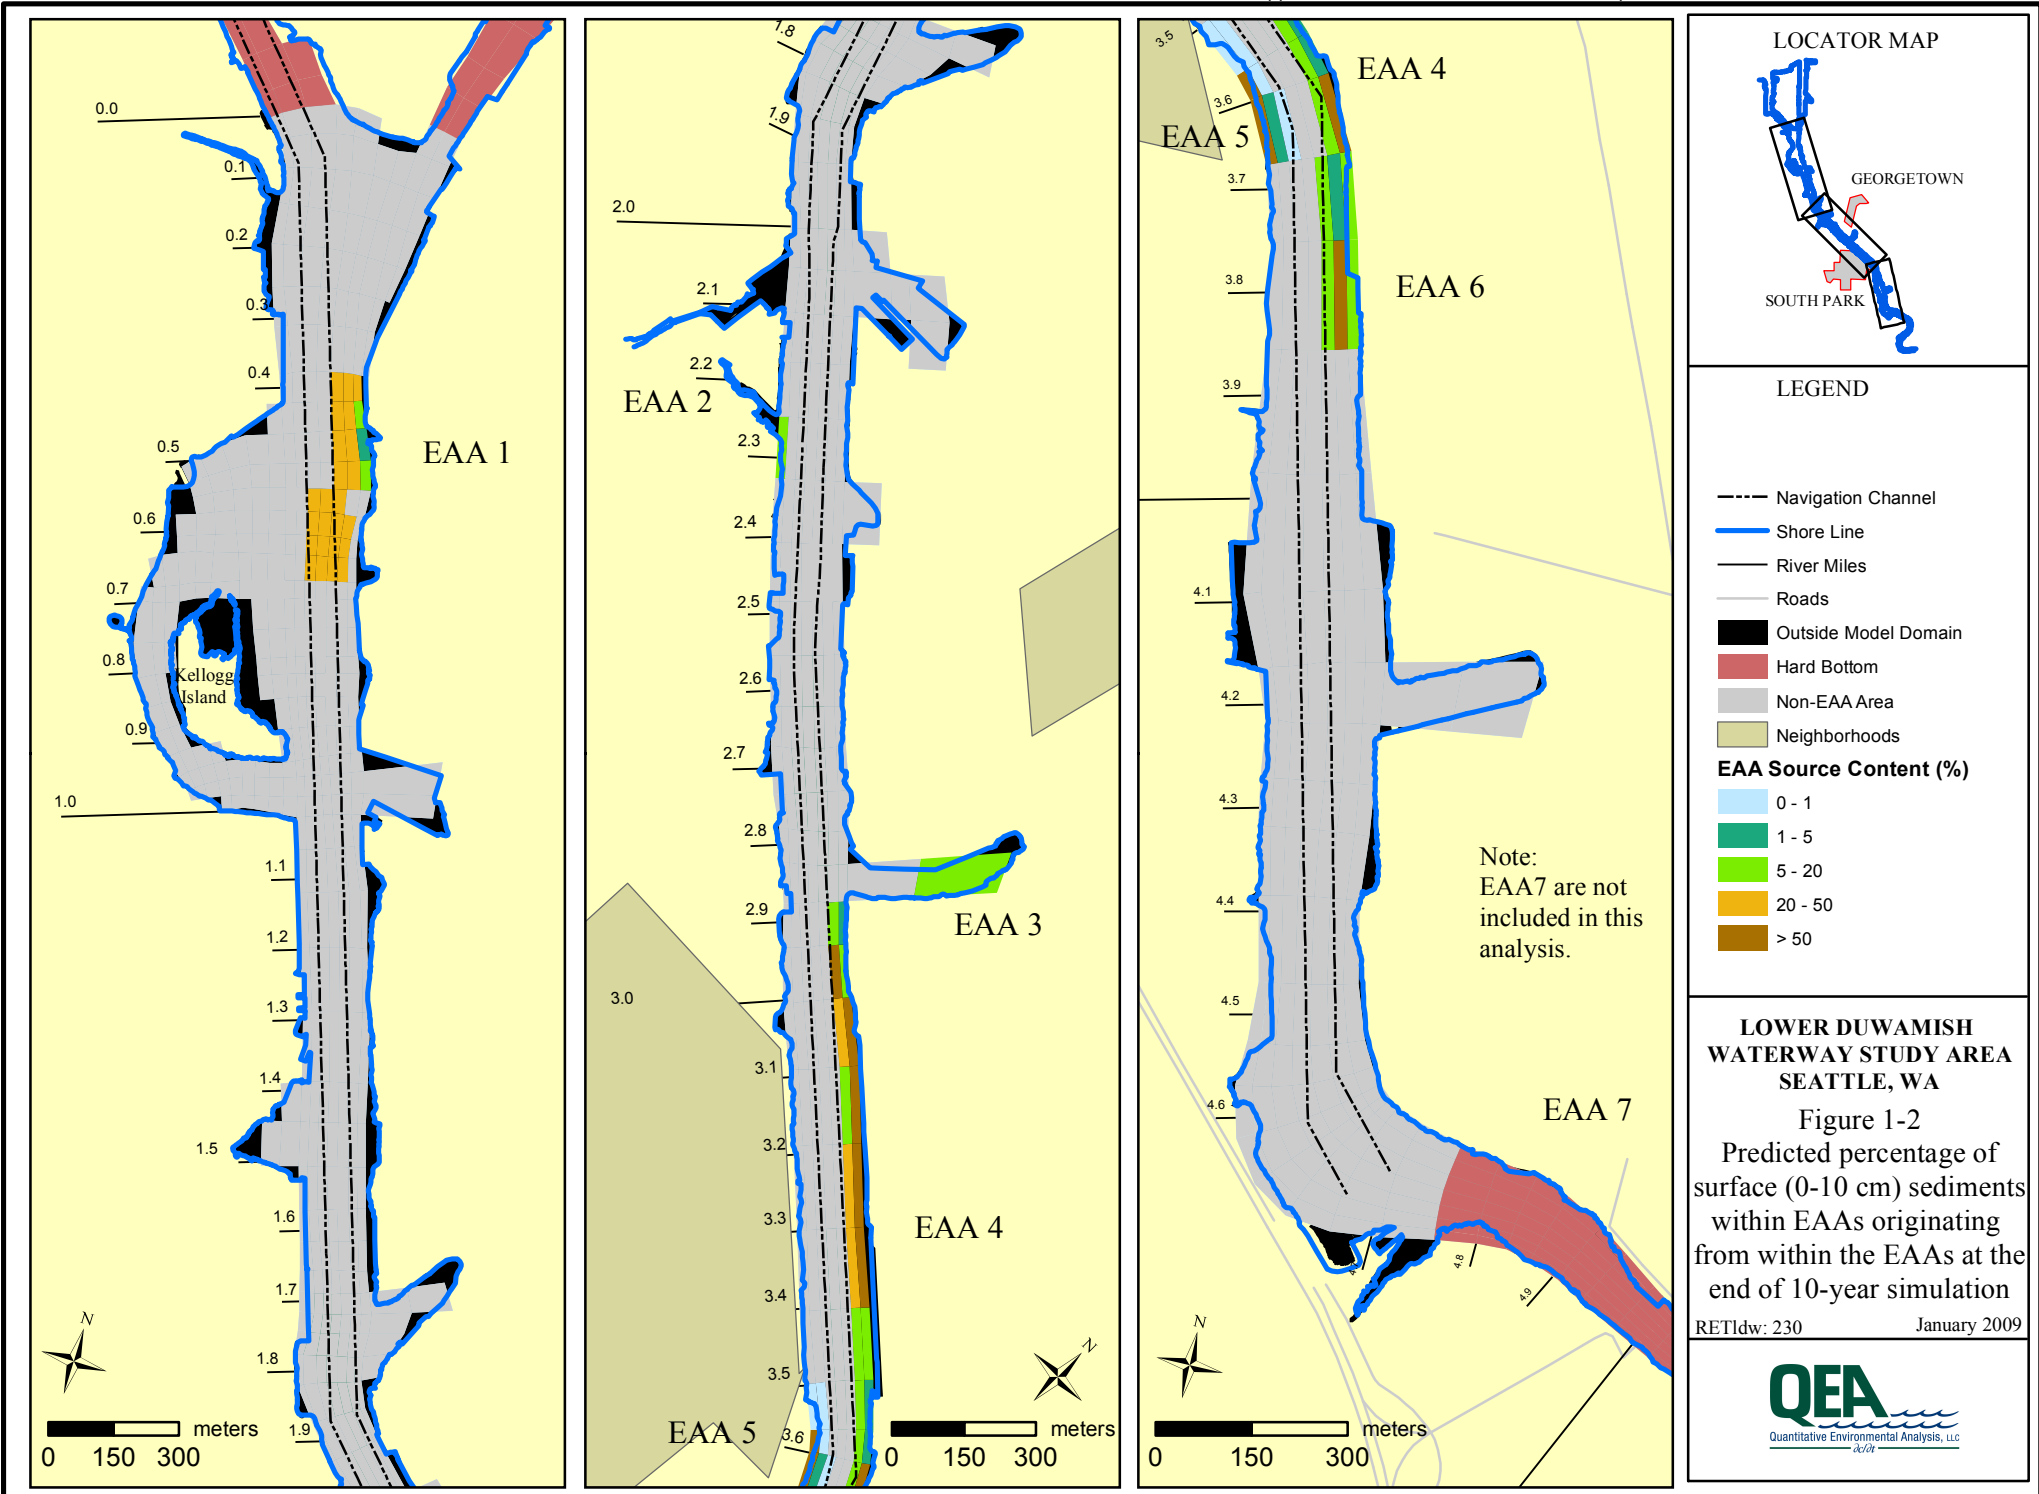 0.0
0.1
0.2
0.3
0.4
0.5
0.6
0.7
0.8
0.9
1.0
1.1
1.2
1.3
1.4
1.5
1.6
1.7
1.8
1.9
EAA 1
Kellogg
Island
N
meters
0 150 300
1.8
1.9
2.0
2.1
2.2
EAA 2
2.3
2.4
2.5
2.6
2.7
2.8
2.9
EAA 3
3.0
3.1
3.2
3.3
EAA 4
3.4
3.5
EAA 5
3.6
N
meters
0 150 300
3.5
EAA 4
3.6
EAA 5
3.7
3.8
EAA 6
3.9
4.1
4.2
4.3
Note:
EAA7 are not
included in this
analysis.
4.4
4.5
4.6
EAA 7
4.8
4.9
N
meters
0 150 300
LOCATOR MAP
GEORGETOWN
SOUTH PARK
LEGEND
Navigation Channel
Shore Line
River Miles
Roads
Outside Model Domain
Hard Bottom
Non-EAA Area
Neighborhoods
EAA Source Content (%)
0 - 1
1 - 5
5 - 20
20 - 50
> 50
LOWER DUWAMISH
WATERWAY STUDY AREA
SEATTLE, WA
Figure 1-2
Predicted percentage of
surface (0-10 cm) sediments
within EAAs originating
from within the EAAs at the
end of 10-year simulation
RETldw: 230 January 2009
QEA
Quantitative Environmental Analysis, LLC
∂c/∂t